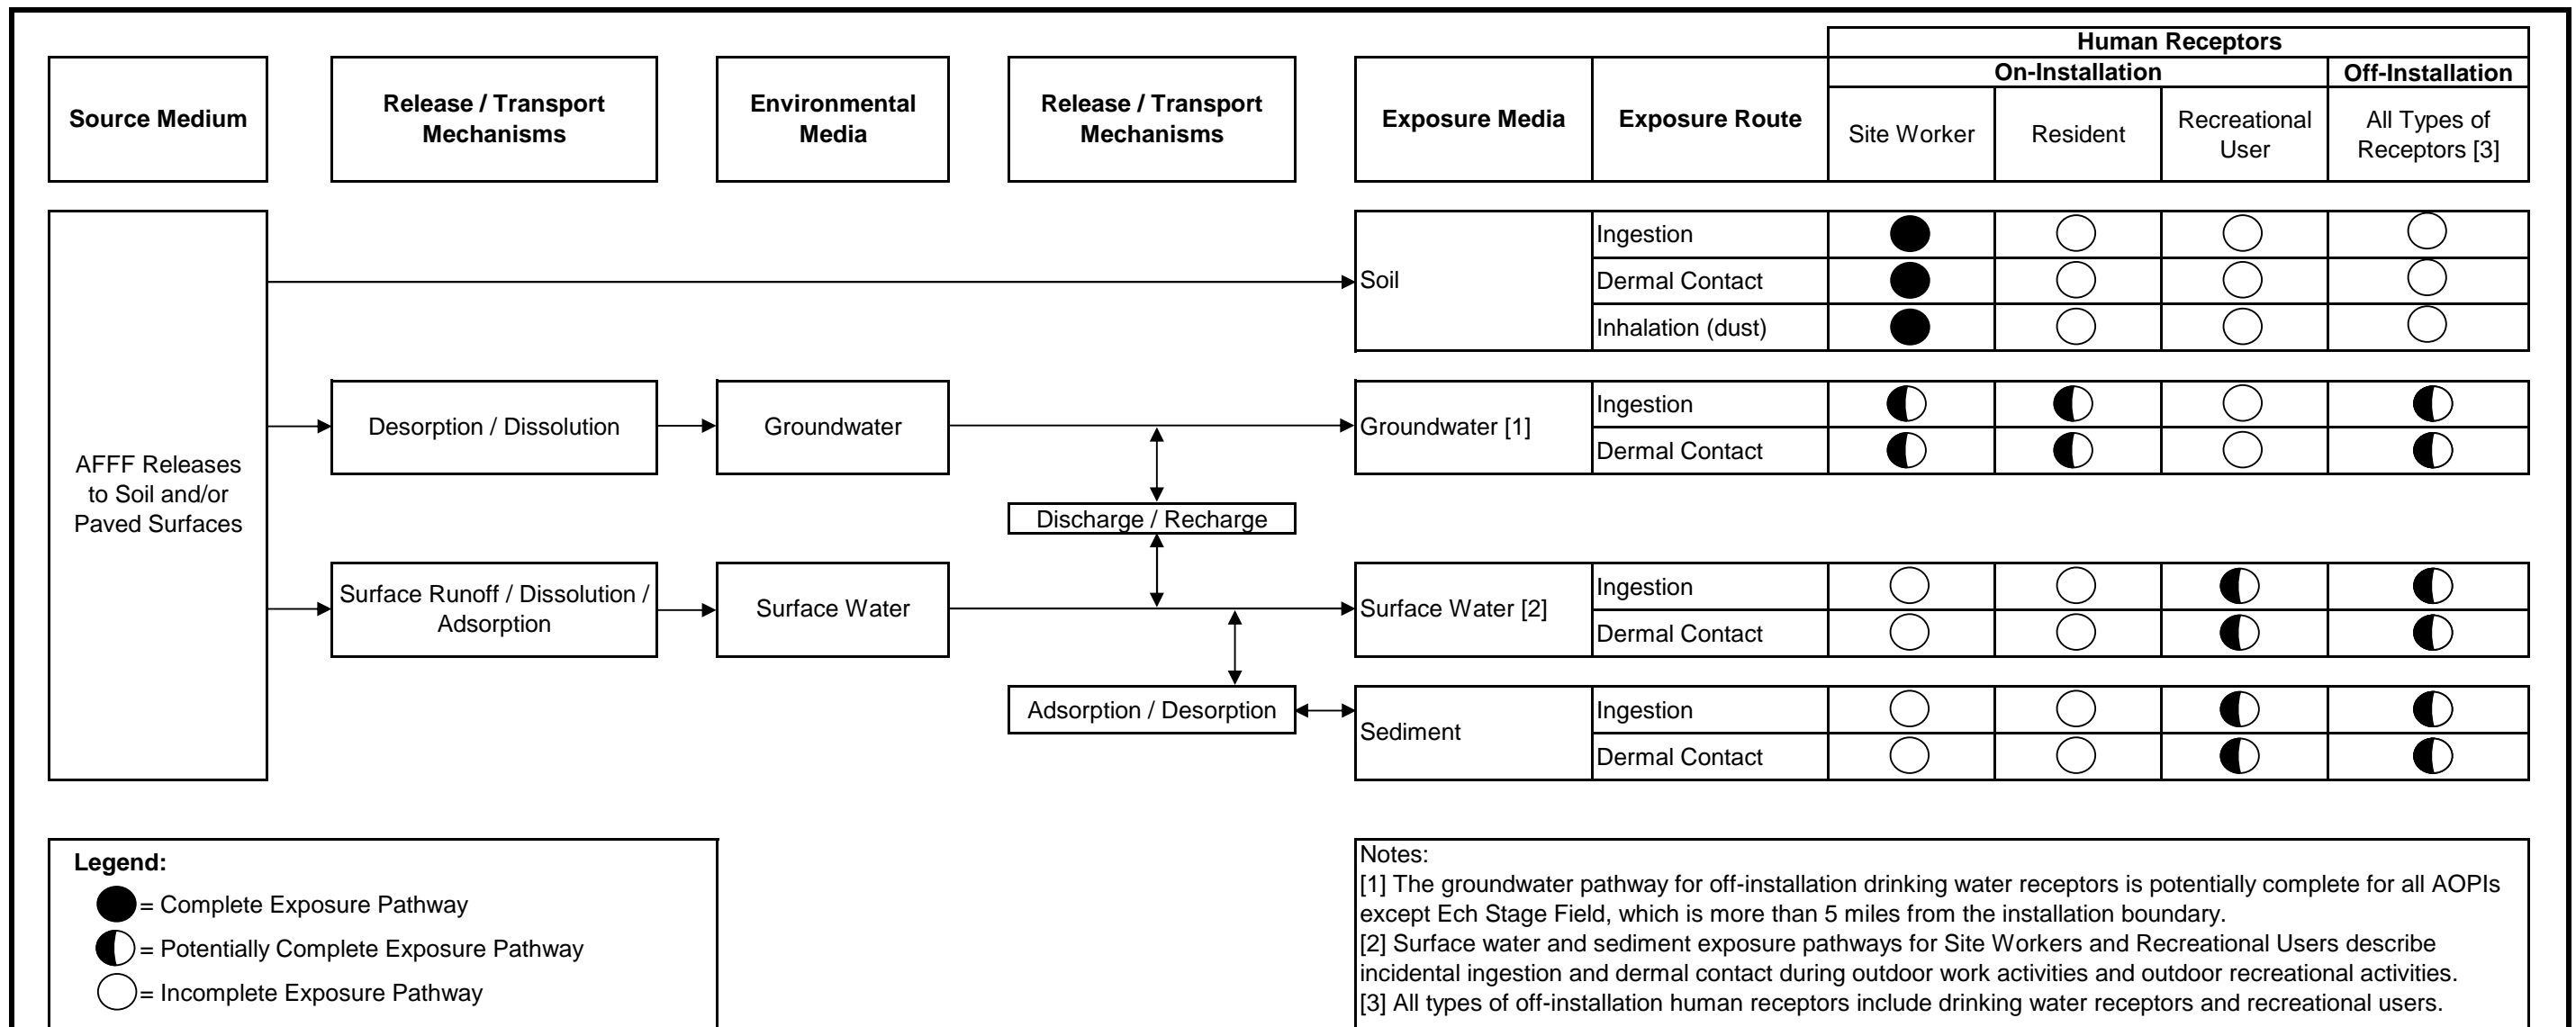 Human Receptors
On-Installation
Off-Installation
Source Medium
Release / Transport
Mechanisms
Environmental
Media
Release / Transport
Mechanisms
Exposure Media
Exposure Route
Site Worker
Resident
Recreational
User
All Types of
Receptors [3]
AFFF Releases
to Soil and/or
Paved Surfaces
Soil
Ingestion
Dermal Contact
Inhalation (dust)
Desorption / Dissolution
Groundwater
Groundwater [1]
Ingestion
Dermal Contact
Discharge / Recharge
Surface Runoff / Dissolution /
Adsorption
Surface Water
Surface Water [2]
Ingestion
Dermal Contact
Adsorption / Desorption
Sediment
Ingestion
Dermal Contact
Legend:
= Complete Exposure Pathway
= Potentially Complete Exposure Pathway
= Incomplete Exposure Pathway
Notes:
[1] The groundwater pathway for off-installation drinking water receptors is potentially complete for all AOPIs
except Ech Stage Field, which is more than 5 miles from the installation boundary.
[2] Surface water and sediment exposure pathways for Site Workers and Recreational Users describe
incidental ingestion and dermal contact during outdoor work activities and outdoor recreational activities.
[3] All types of off-installation human receptors include drinking water receptors and recreational users.